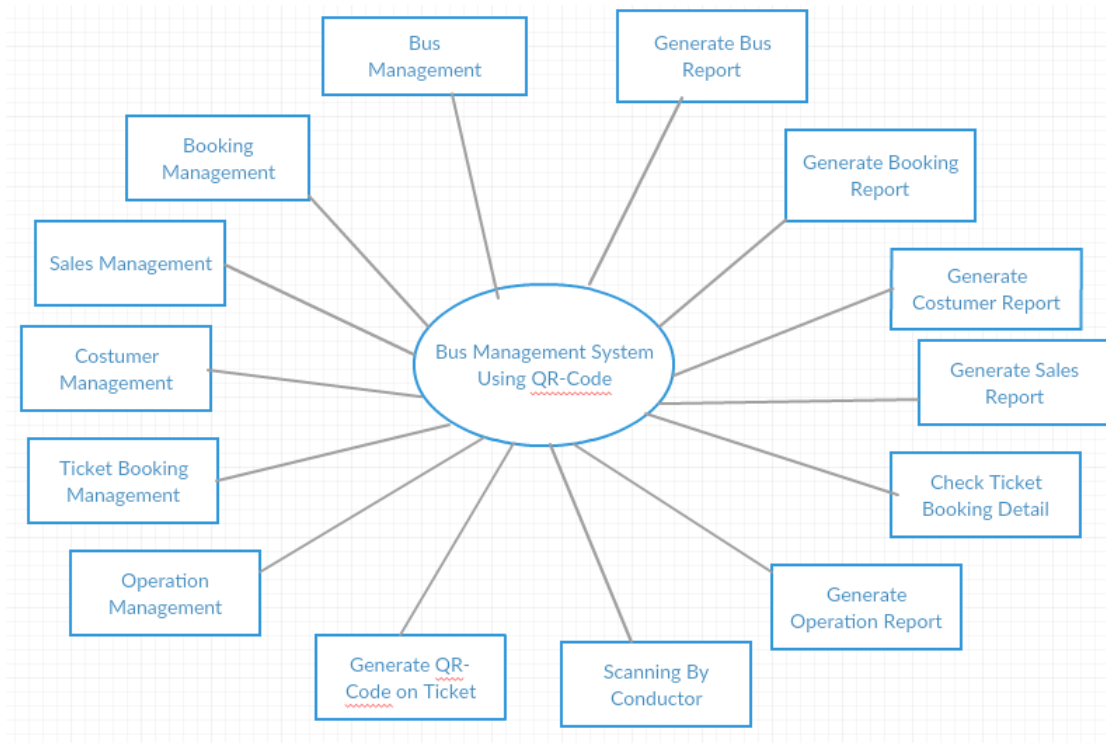 Bus
Management
Generate Bus
Report
Booking
Management
Generate Booking
Report
Sales Management
Generate
Costumer Report
Costumer
Management
Bus Management System
Using QR-Code
Generate Sales
Report
Ticket Booking
Management
Check Ticket
Booking Detail
Operation
Management
Generate
Operation Report
Generate QR-
Code on Ticket
Scanning By
Conductor